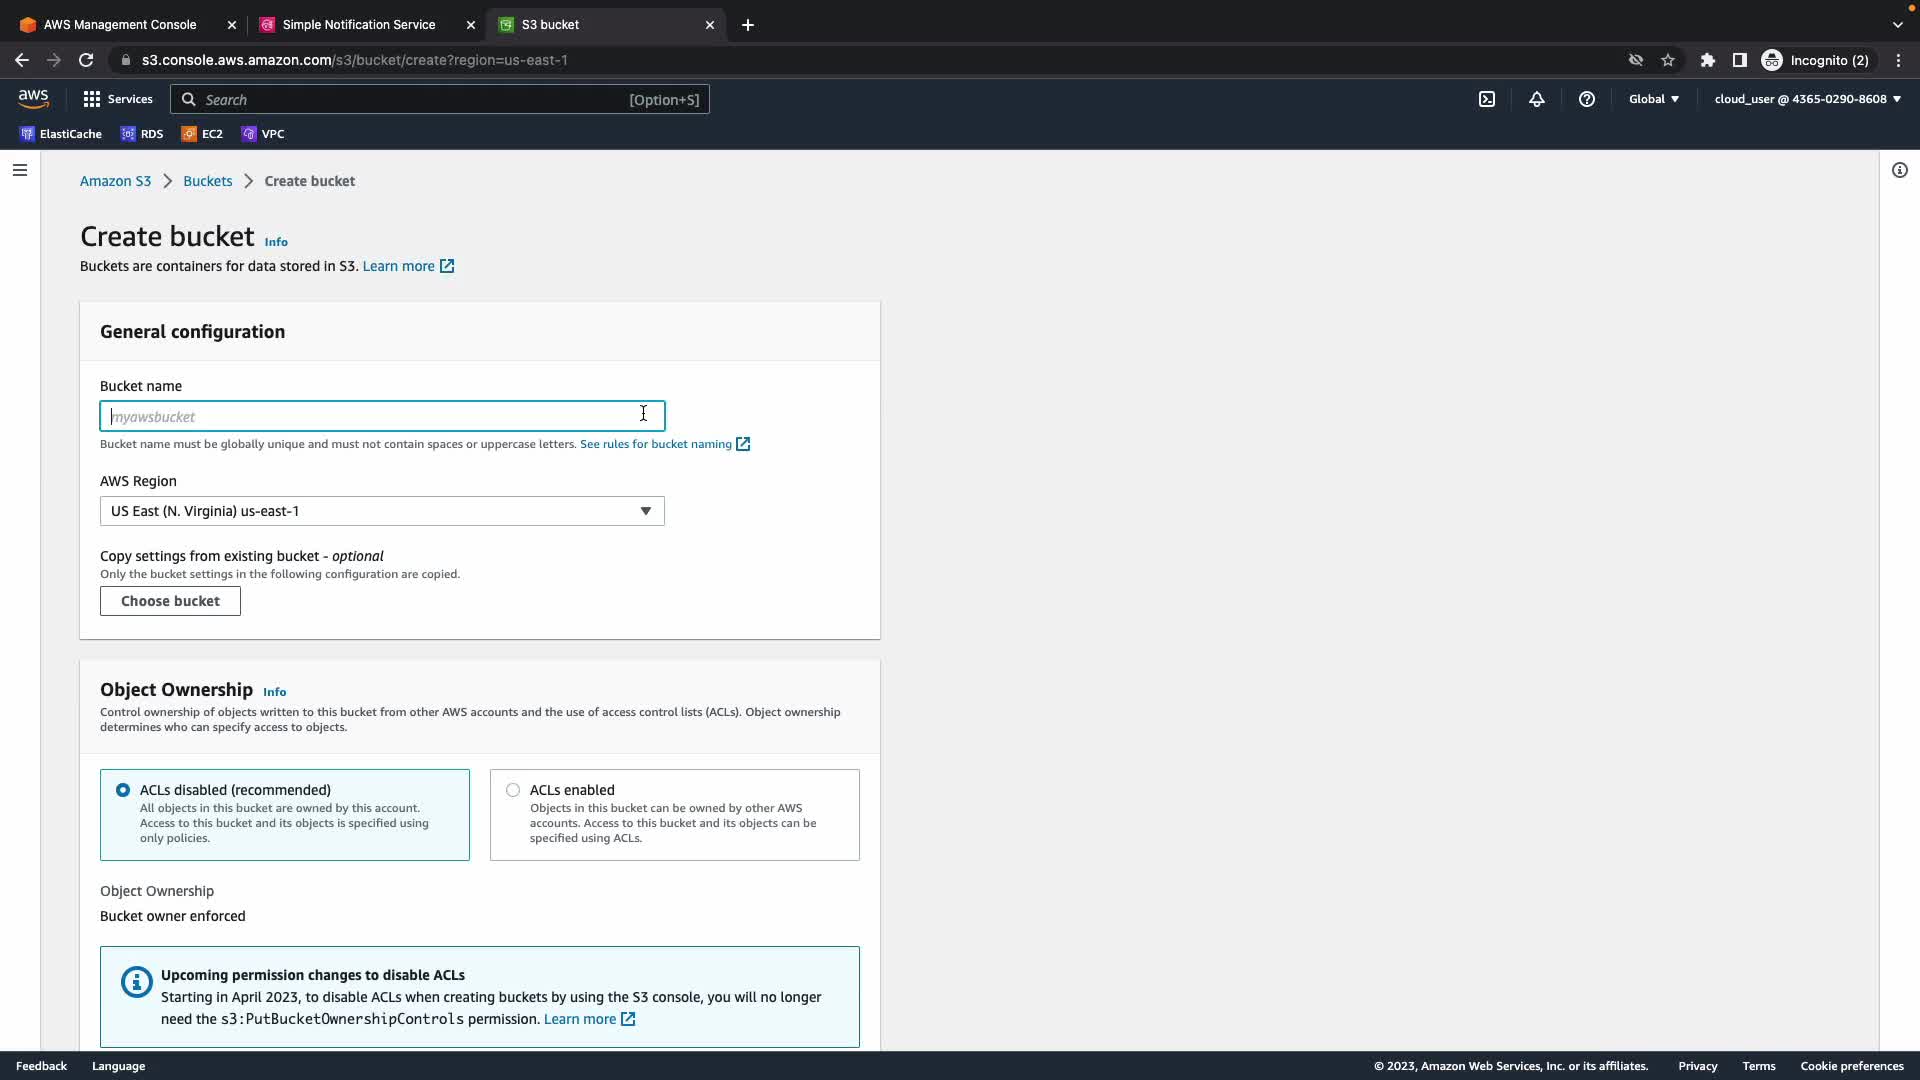 AWS Management Console
Simple Notification Service
S3 bucket
s3.console.aws.amazon.com/s3/bucket/create?region=us-east-1
Incognito (2)
aws
Services
Search
[Option+S]
Global
cloud_user @ 4365-0290-8608
ElastiCache
RDS
EC2
VPC
Amazon S3
Buckets
Create bucket
Create bucket Info
Buckets are containers for data stored in S3. Learn more
General configuration
Bucket name
myawsbucket
Bucket name must be globally unique and must not contain spaces or uppercase letters. See rules for bucket naming
AWS Region
US East (N. Virginia) us-east-1
Copy settings from existing bucket - optional
Only the bucket settings in the following configuration are copied.
Choose bucket
Object Ownership Info
Control ownership of objects written to this bucket from other AWS accounts and the use of access control lists (ACLs). Object ownership
determines who can specify access to objects.
ACLs disabled (recommended)
All objects in this bucket are owned by this account.
Access to this bucket and its objects is specified using
only policies.
ACLs enabled
Objects in this bucket can be owned by other AWS
accounts. Access to this bucket and its objects can be
specified using ACLs.
Object Ownership
Bucket owner enforced
Upcoming permission changes to disable ACLs
Starting in April 2023, to disable ACLs when creating buckets by using the S3 console, you will no longer
need the s3:PutBucketOwnershipControls permission. Learn more
Feedback
Language
© 2023, Amazon Web Services, Inc. or its affiliates.
Privacy
Terms
Cookie preferences